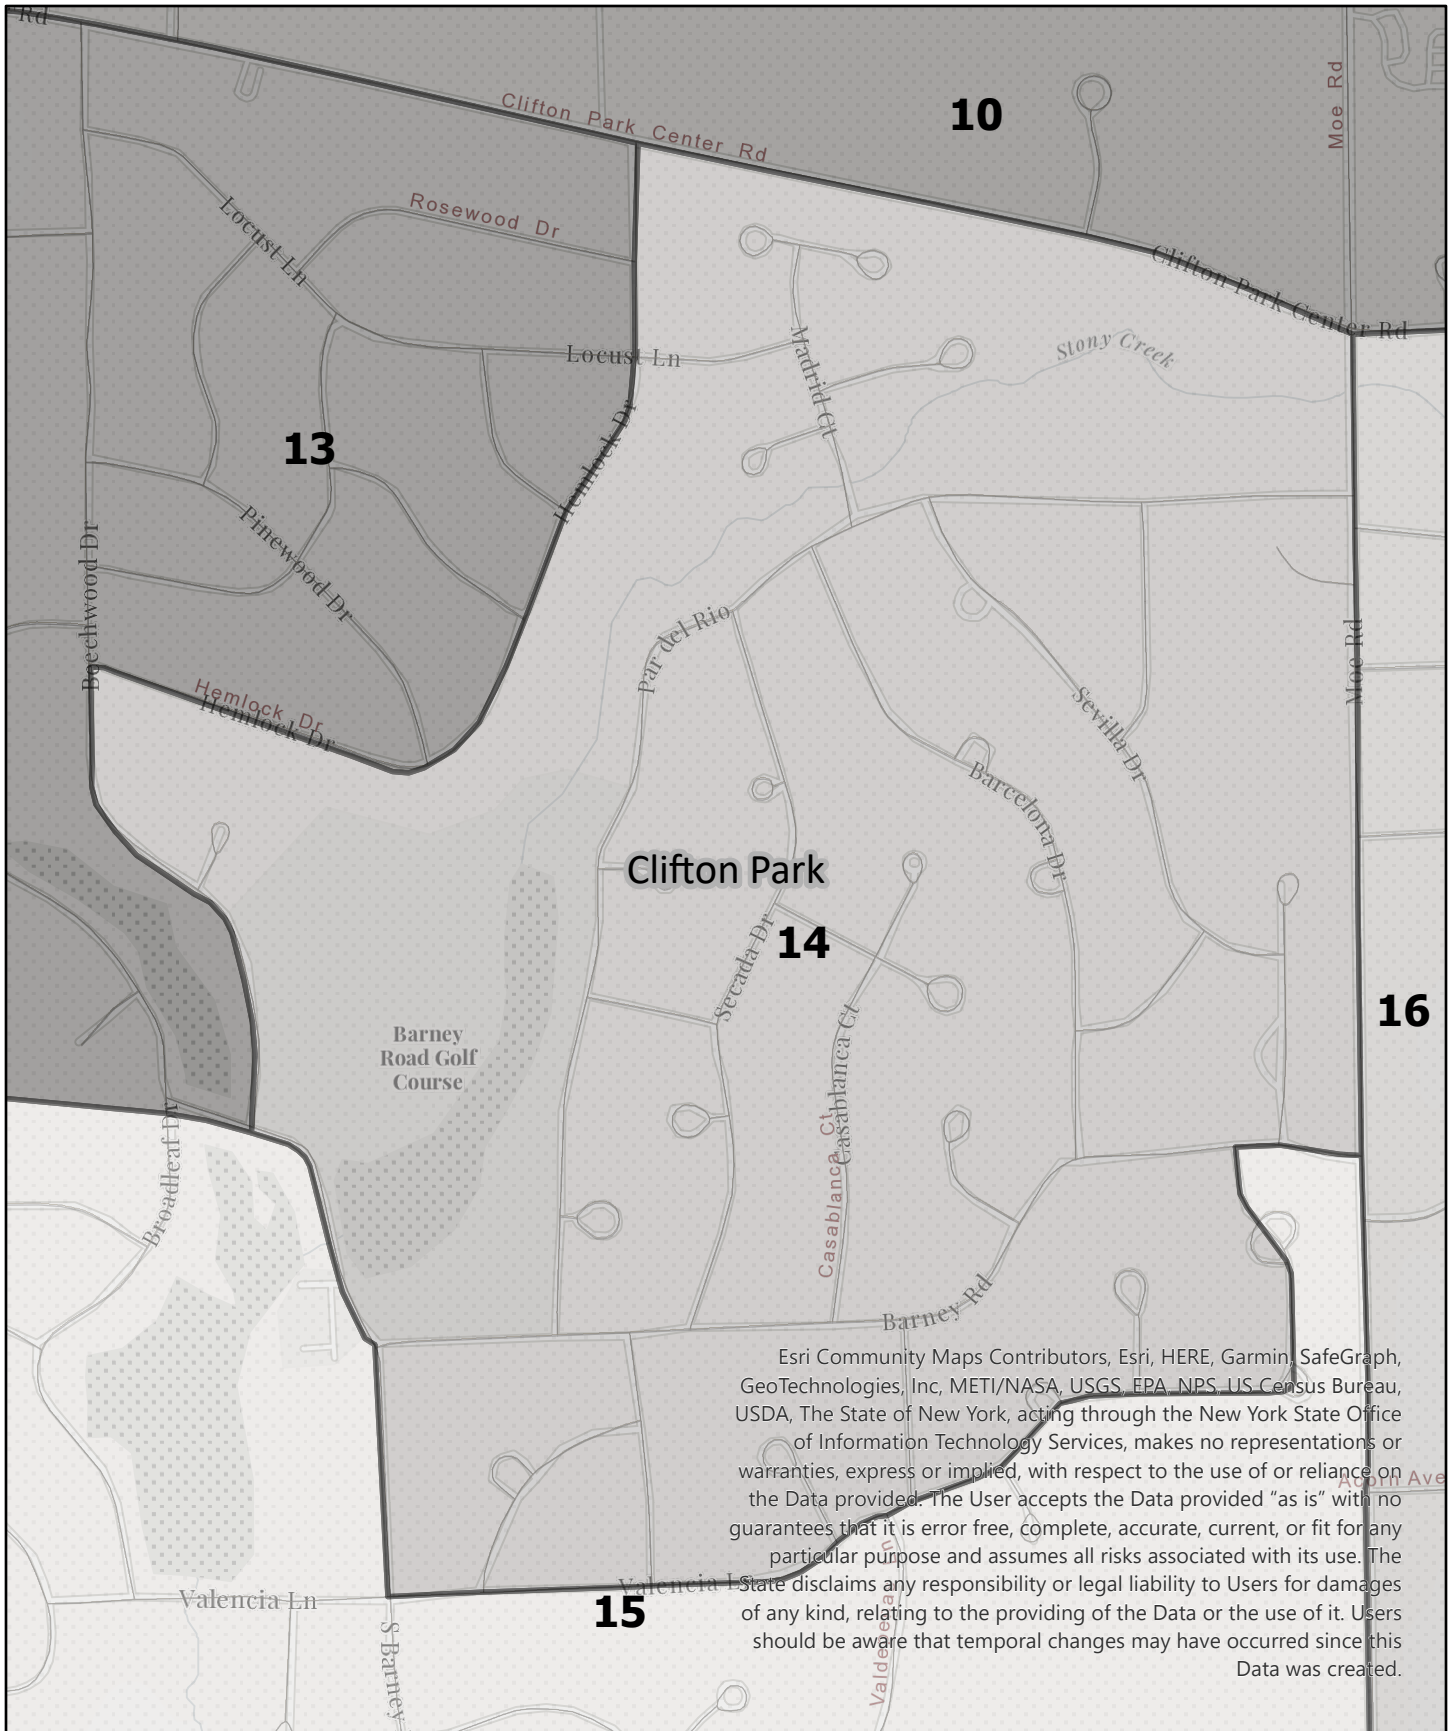 Rd
Clifton Park Center Rd
10
Moe Rd
Locust Ln
Rosewood Dr
Clifton Park Center Rd
Locust Ln
Madrid Ct
Stony Creek
13
Hemlock Dr
Pinewood Dr
Beechwood Dr
Par del Rio
Moe Rd
Hemlock Dr
Hemlock Dr
Sevilla Dr
Barcelona Dr
Clifton Park
14
Secada Dr
16
Barney
Road Golf
Course
Casablanca Ct
Casablanca Ct
Broadleaf Dr
Barney Rd
Esri Community Maps Contributors, Esri, HERE, Garmin, SafeGraph,
GeoTechnologies, Inc, METI/NASA, USGS, EPA, NPS, US Census Bureau,
USDA, The State of New York, acting through the New York State Office
of Information Technology Services, makes no representations or
warranties, express or implied, with respect to the use of or reliance on
the Data provided. The User accepts the Data provided “as is” with no
guarantees that it is error free, complete, accurate, current, or fit for any
particular purpose and assumes all risks associated with its use. The
State disclaims any responsibility or legal liability to Users for damages
of any kind, relating to the providing of the Data or the use of it. Users
should be aware that temporal changes may have occurred since this
Data was created.
Acorn Ave
Valencia Ln
Valencia Ln
15
S Barney